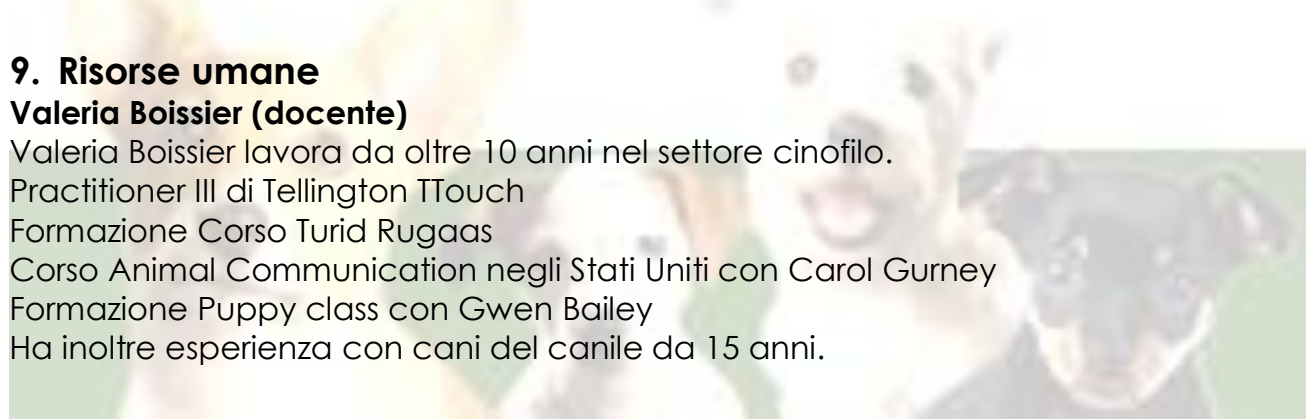 9. Risorse umane
Valeria Boissier (docente)
Valeria Boissier lavora da oltre 10 anni nel settore cinofilo.
Practitioner III di Tellington TTouch
Formazione Corso Turid Rugaas
Corso Animal Communication negli Stati Uniti con Carol Gurney
Formazione Puppy class con Gwen Bailey
Ha inoltre esperienza con cani del canile da 15 anni.